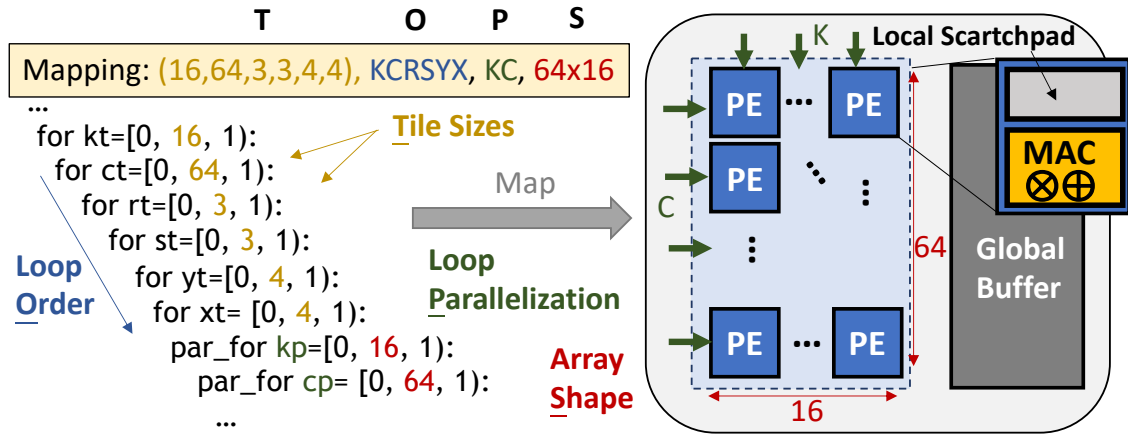 T O P S
Mapping: (16,64,3,3,4,4), KCRSYX, KC, 64x16
...
for kt=[0, 16, 1):
for ct=[0, 64, 1):
for rt=[0, 3, 1):
for st=[0, 3, 1):
for yt=[0, 4, 1):
for xt= [0, 4, 1):
par_for kp=[0, 16, 1):
par_for cp= [0, 64, 1):
...
Tile Sizes
Loop
Order
Map
Loop
Parallelization
Array
Shape
K
C
PE ... PE
PE
PE ... PE
64
16
Local Scartchpad
MAC
Global
Buffer